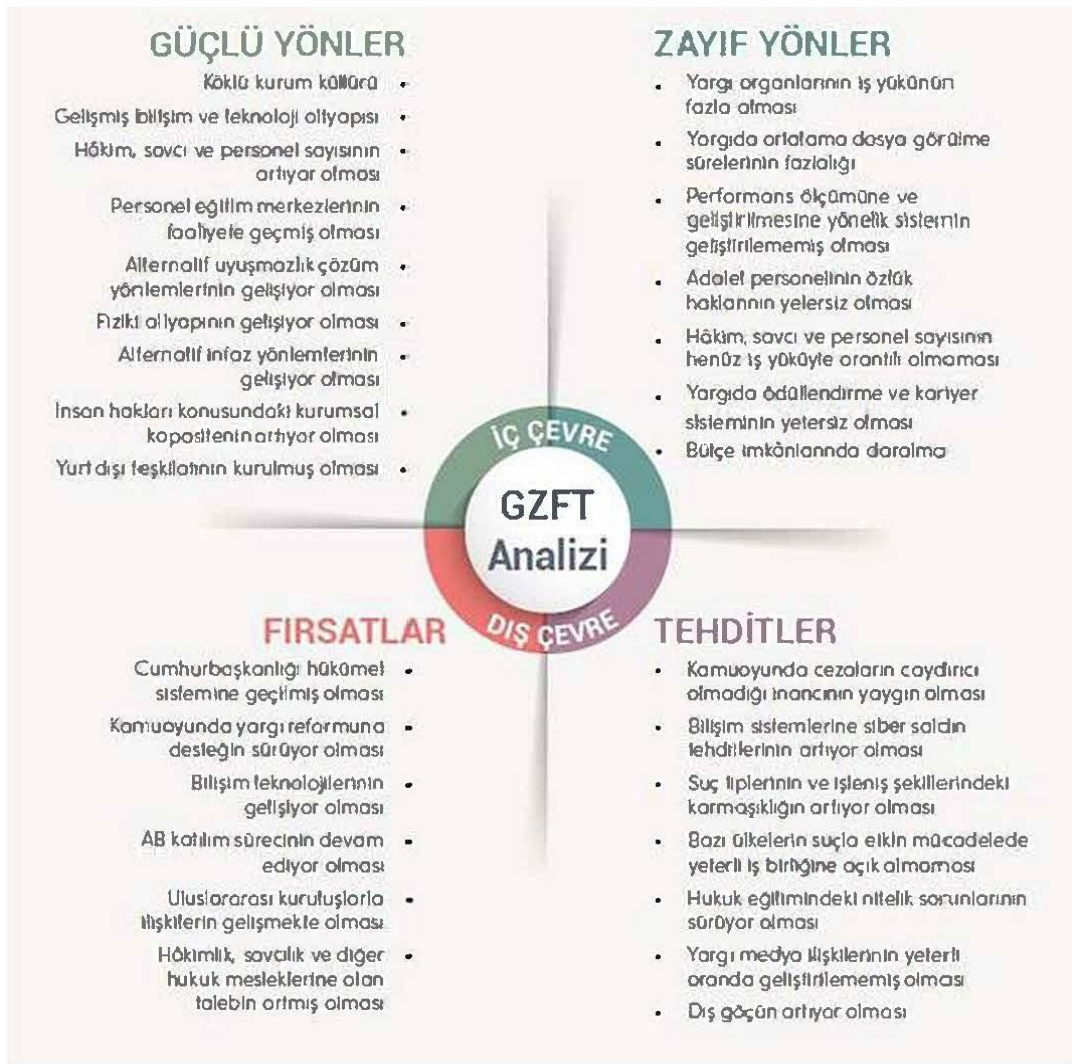 GÜÇLÜ YÖNLER
Köklü kurum kültürü •
Gelişmiş bilişim ve teknoloji altyapısı •
Hâkim, savcı ve personel sayısının •
artıyor olması
Personel eğitim merkezlerinin •
faaliyete geçmiş olması
Alternatif uyuşmazlık çözüm •
yöntemlerinin gelişiyor olması
Fiziki altyapının gelişiyor olması •
Alternatif infaz yöntemlerinin •
gelişiyor olması
İnsan hakları konusundaki kurumsal •
kapasitenin artıyor olması
Yurt dışı teşkilatının kurulmuş olması •
ZAYIF YÖNLER
• Yargı organlarının iş yükünün
fazla olması
• Yargıda ortalama dosya görülme
sürelerinin fazlalığı
• Performans ölçümüne ve
geliştirilmesine yönelik sistemin
geliştirilememiş olması
• Adalet personelinin özlük
haklarının yetersiz olması
• Hâkim, savcı ve personel sayısının
henüz iş yüküyle orantılı olmaması
• Yargıda ödüllendirme ve kariyer
sisteminin yetersiz olması
• Bütçe imkânlarında daralma
İÇ ÇEVRE
GZFT
Analizi
DIŞ ÇEVRE
FIRSATLAR
Cumhurbaşkanlığı hükümet •
sistemine geçilmiş olması
Kamuoyunda yargı reformuna •
desteğin sürüyor olması
Bilişim teknolojilerinin •
gelişiyor olması
AB katılım sürecinin devam •
ediyor olması
Uluslararası kuruluşlarla •
ilişkilerin gelişmekte olması
Hâkimlik, savcılık ve diğer •
hukuk mesleklerine olan
talebin artmış olması
TEHDİTLER
• Kamuoyunda cezaların caydırıcı
olmadığı inancının yaygın olması
• Bilişim sistemlerine siber saldırı
tehditlerinin artıyor olması
• Suç tiplerinin ve işleniş şekillerindeki
karmaşıklığın artıyor olması
• Bazı ülkelerin suçla etkin mücadelede
yeterli iş birliğine açık olmaması
• Hukuk eğitimindeki nitelik sorunlarının
sürüyor olması
• Yargı medya ilişkilerinin yeterli
oranda geliştirilememiş olması
• Dış göçün artıyor olması